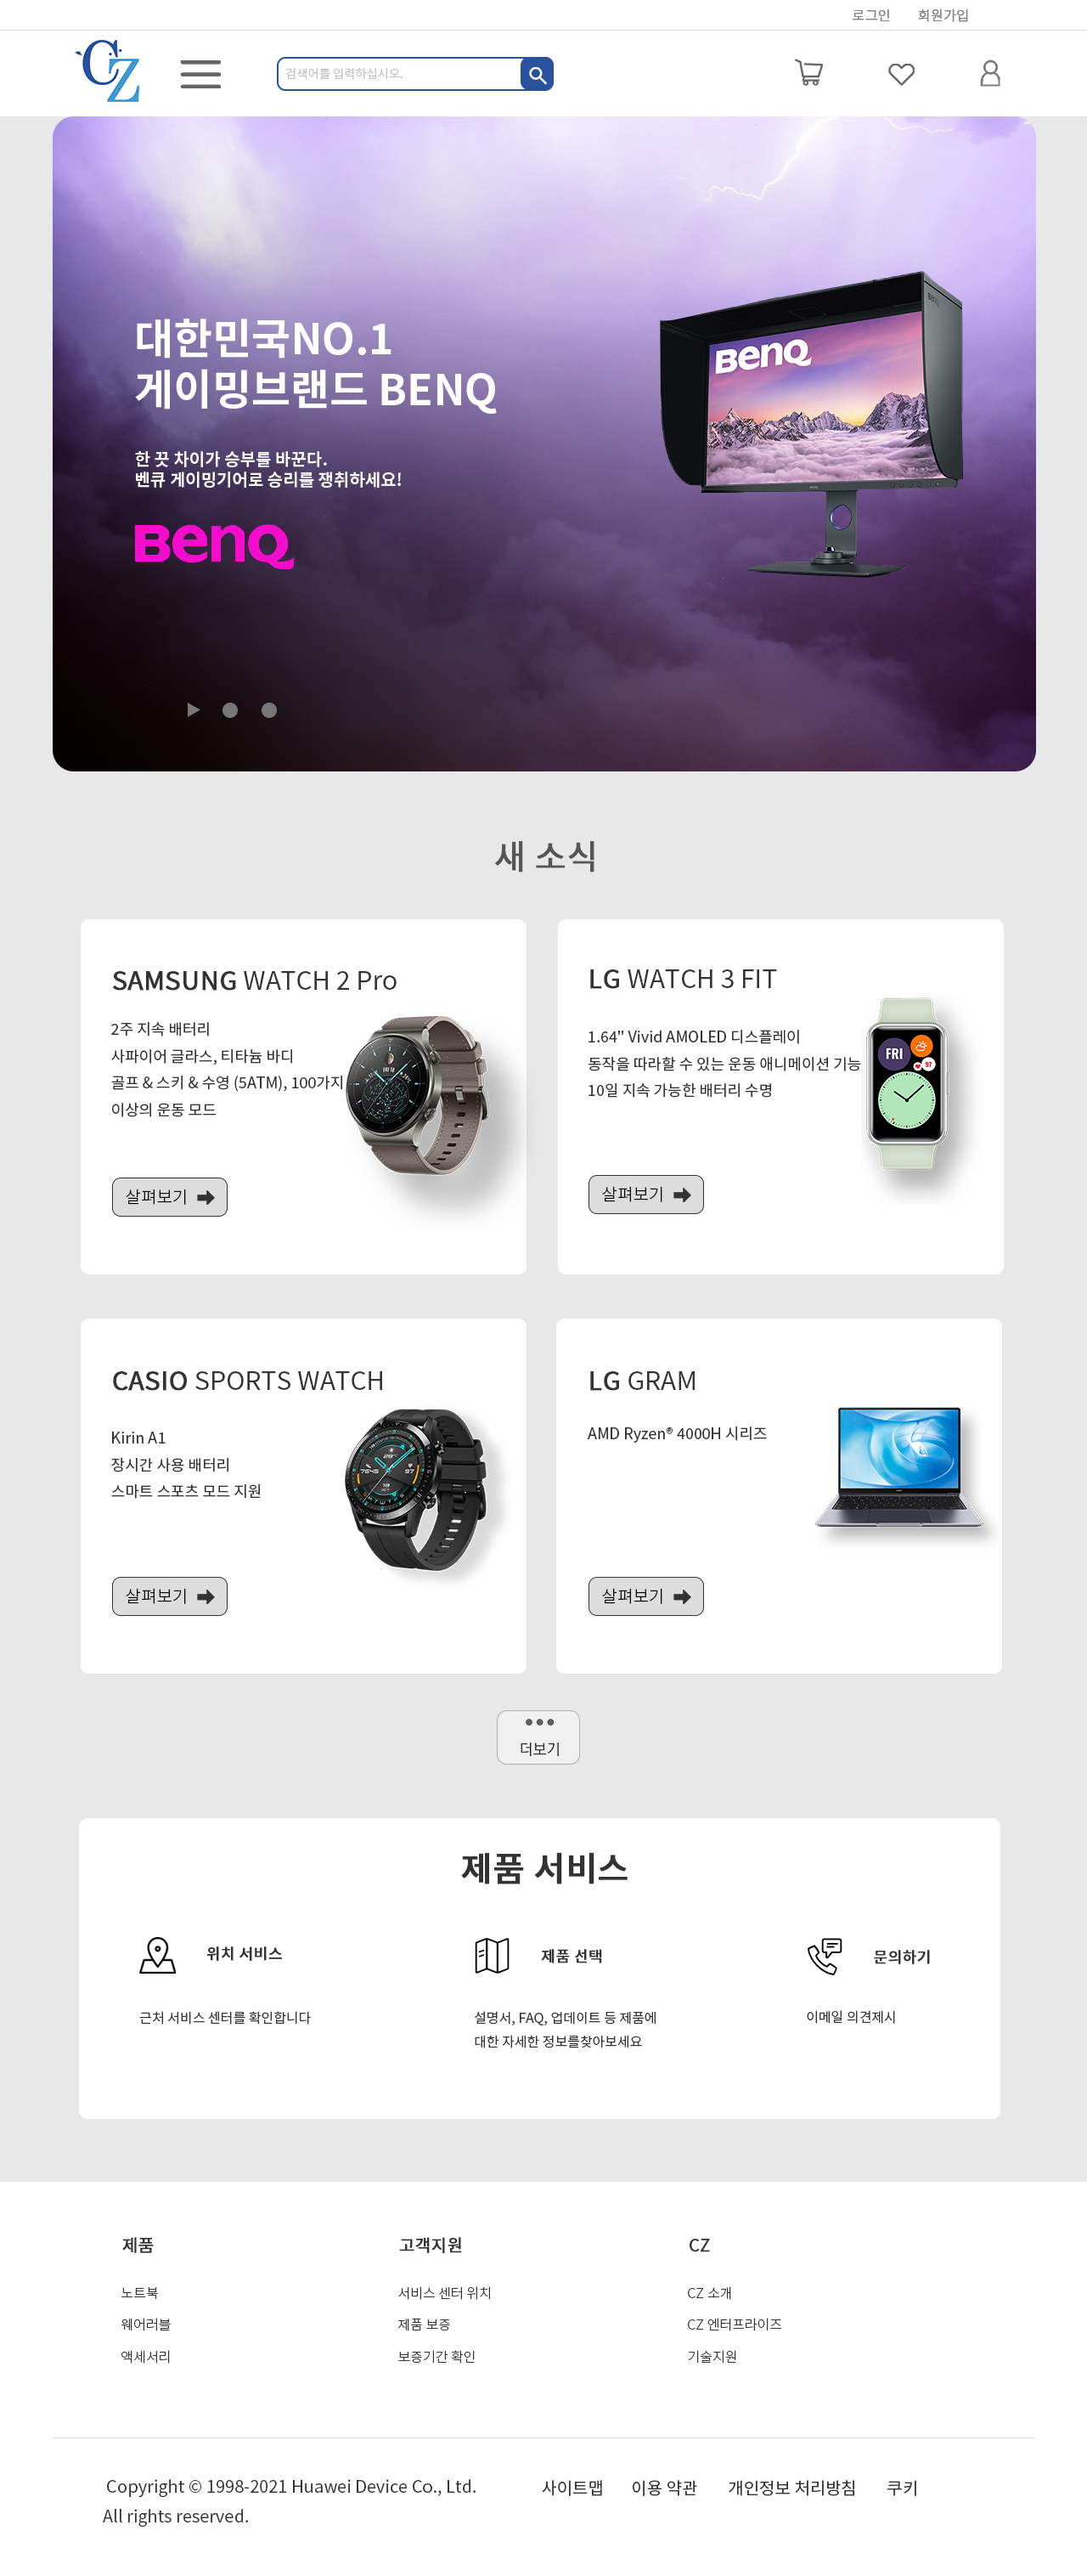 로그인 회원가입
CZ
검색어를 입력하십시오.
대한민국NO.1
게이밍브랜드 BENQ
한 끗 차이가 승부를 바꾼다.
벤큐 게이밍기어로 승리를 쟁취하세요!
BenQ
BenQ
BenQ
새 소식
SAMSUNG WATCH 2 Pro
2주 지속 배터리
사파이어 글라스, 티타늄 바디
골프 & 스키 & 수영 (5ATM), 100가지
이상의 운동 모드
살펴보기
LG WATCH 3 FIT
1.64" Vivid AMOLED 디스플레이
동작을 따라할 수 있는 운동 애니메이션 기능
10일 지속 가능한 배터리 수명
FRI
97
살펴보기
CASIO SPORTS WATCH
Kirin A1
장시간 사용 배터리
스마트 스포츠 모드 지원
살펴보기
LG GRAM
AMD Ryzen® 4000H 시리즈
살펴보기
더보기
제품 서비스
위치 서비스
근처 서비스 센터를 확인합니다
제품 선택
설명서, FAQ, 업데이트 등 제품에
대한 자세한 정보를찾아보세요
문의하기
이메일 의견제시
제품
노트북
웨어러블
액세서리
고객지원
서비스 센터 위치
제품 보증
보증기간 확인
CZ
CZ 소개
CZ 엔터프라이즈
기술지원
Copyright © 1998-2021 Huawei Device Co., Ltd.
All rights reserved.
사이트맵 이용 약관 개인정보 처리방침 쿠키